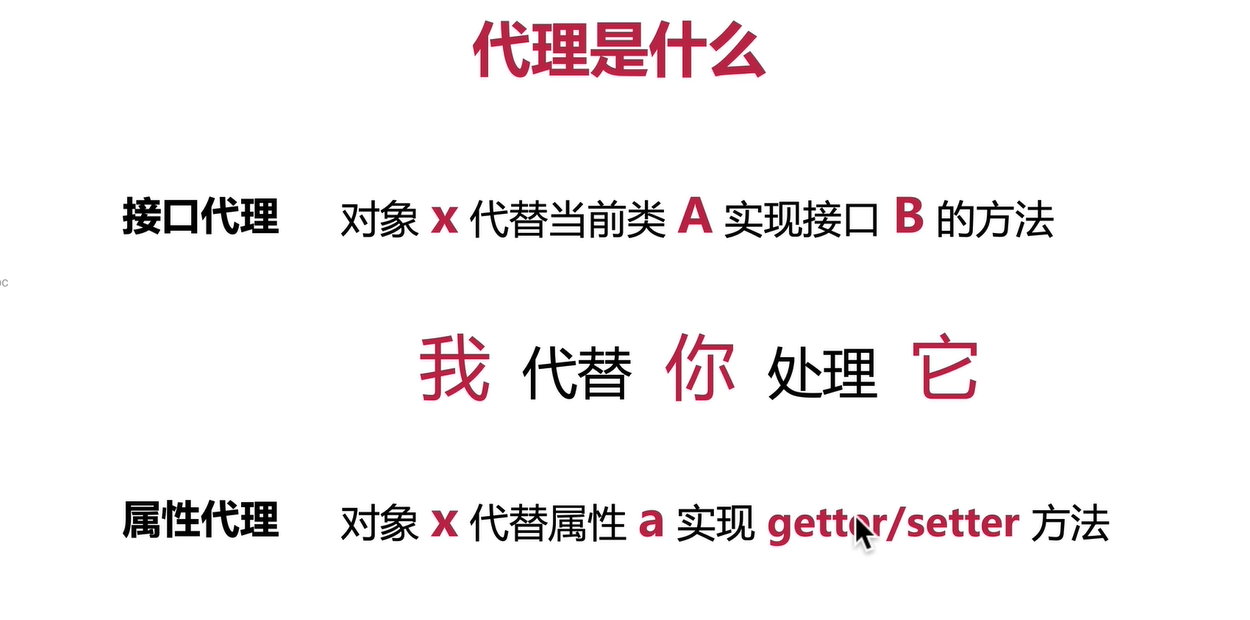 代理是什么
接口代理 对象 x 代替当前类 A 实现接口 B 的方法
我 代替 你 处理 它
属性代理 对象 x 代替属性 a 实现 getter/setter 方法